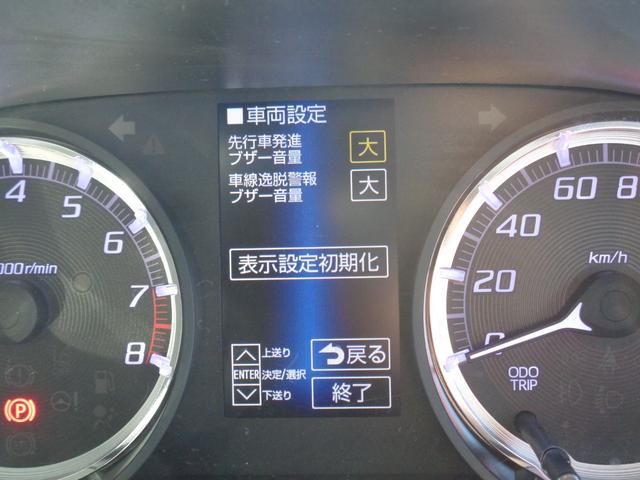 ■車両設定
先行車発進
ブザー音量
大
車線逸脱警報
ブザー音量
大
表示設定初期化
上送り
戻る
ENTER 決定/選択
下送り
終了
4
5
6
7
8
000r/min
P
0
20
40
60
8
km/h
ODO
TRIP